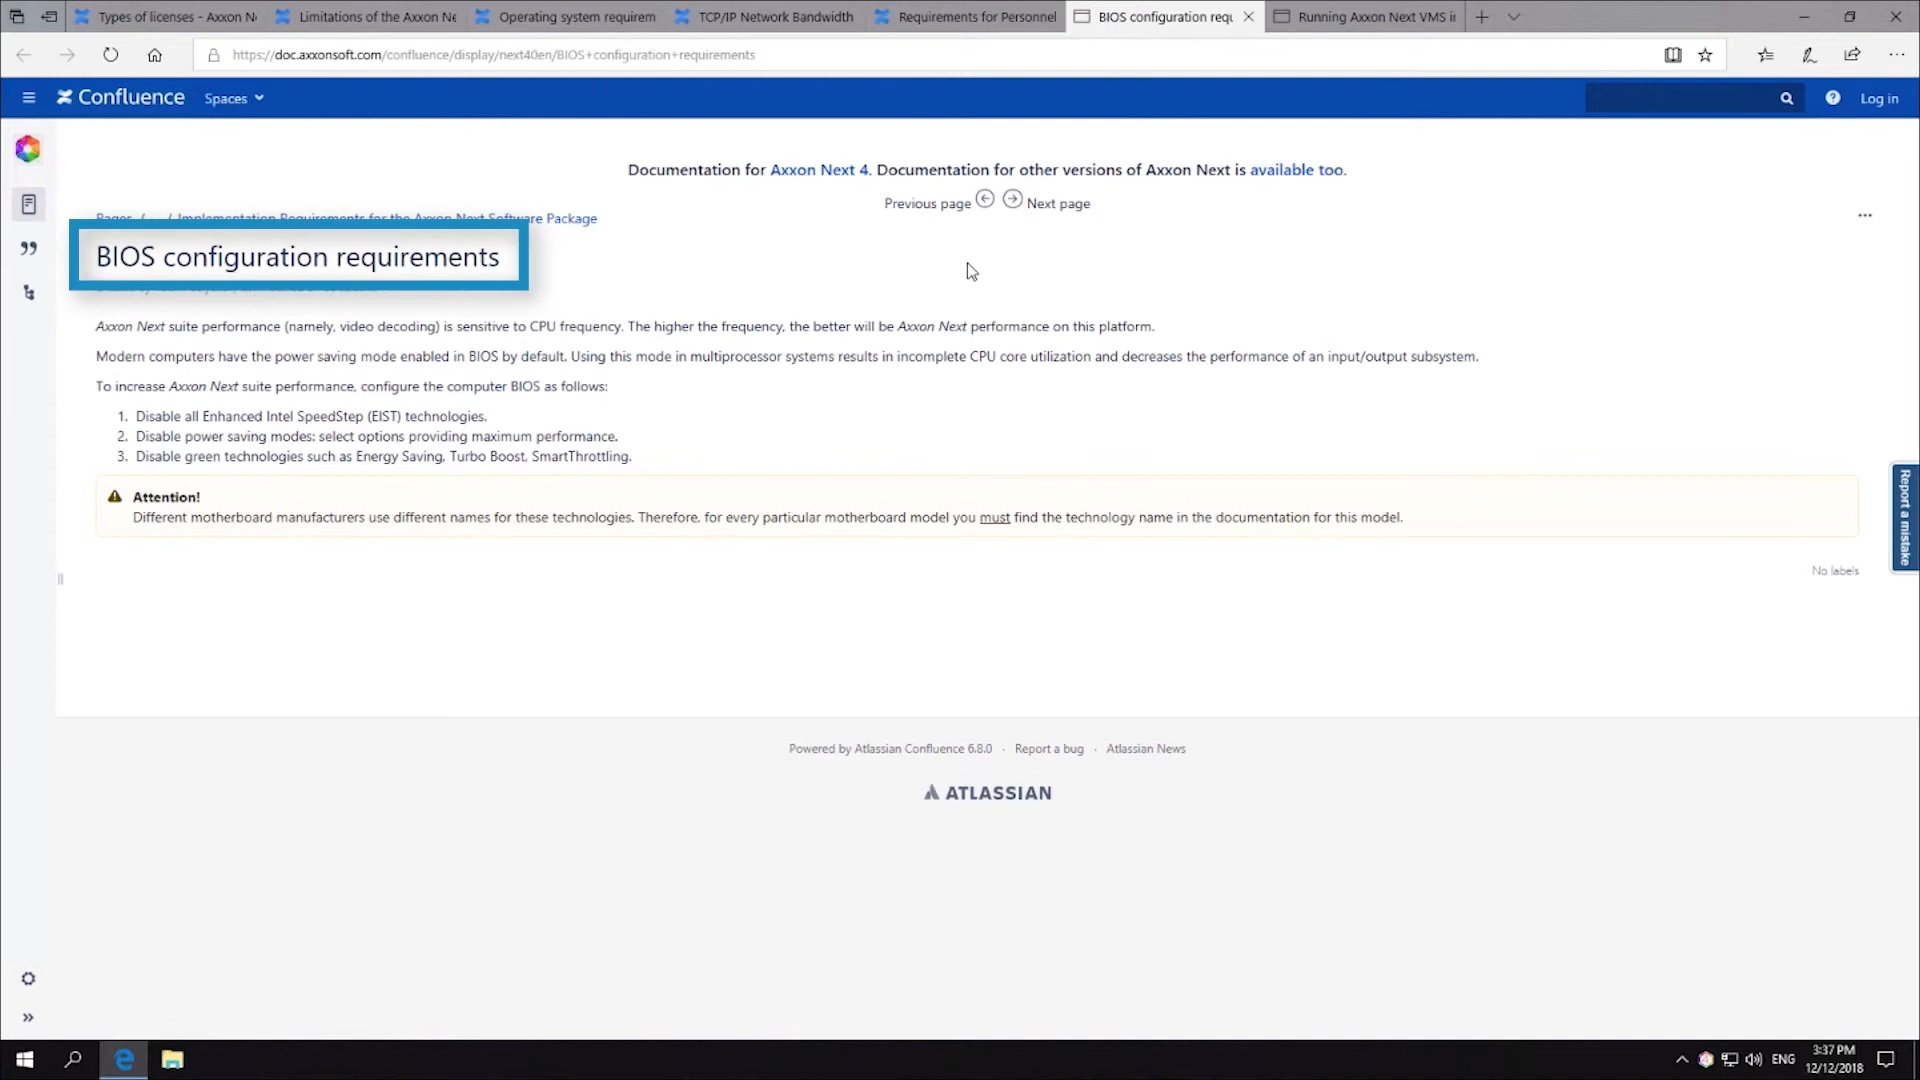 Types of licenses - Axxon N
Limitations of the Axxon Ne
Operating system requirem
TCP/IP Network Bandwidth
Requirements for Personnel
BIOS configuration requ
Running Axxon Next VMS i
https://doc.axxonsoft.com/confluence/display/next40en/BIOS+configuration+requirements
Confluence
Spaces
Log in
Documentation for Axxon Next 4. Documentation for other versions of Axxon Next is available too.
Previous page Next page
Pages / … / Implementation Requirements for the Axxon Next Software Package
BIOS configuration requirements
Axxon Next suite performance (namely, video decoding) is sensitive to CPU frequency. The higher the frequency, the better will be Axxon Next performance on this platform.
Modern computers have the power saving mode enabled in BIOS by default. Using this mode in multiprocessor systems results in incomplete CPU core utilization and decreases the performance of an input/output subsystem.
To increase Axxon Next suite performance, configure the computer BIOS as follows:
1. Disable all Enhanced Intel SpeedStep (EIST) technologies.
2. Disable power saving modes: select options providing maximum performance.
3. Disable green technologies such as Energy Saving, Turbo Boost, SmartThrottling.
Attention!
Different motherboard manufacturers use different names for these technologies. Therefore, for every particular motherboard model you must find the technology name in the documentation for this model.
Report a mistake
No labels
Powered by Atlassian Confluence 6.8.0 · Report a bug · Atlassian News
ATLASSIAN
ENG
3:37 PM
12/12/2018